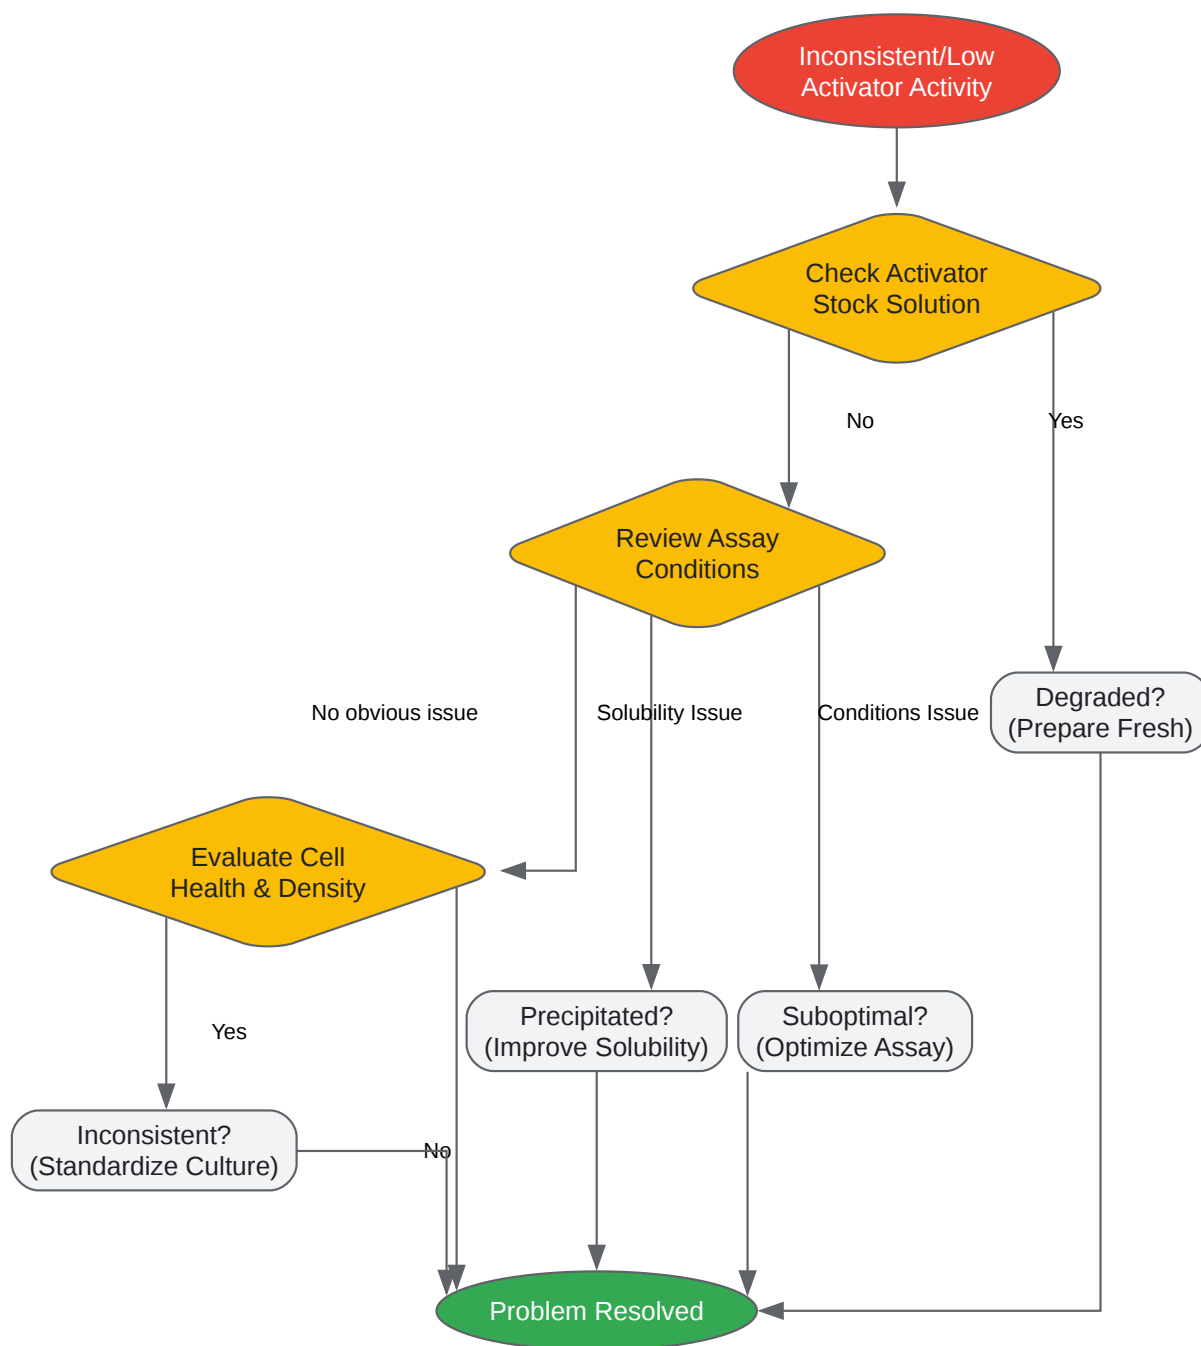 Inconsistent/Low
Activator Activity
Check Activator
Stock Solution
No
Yes
Review Assay
Conditions
Degraded?
(Prepare Fresh)
No obvious issue
Solubility Issue
Conditions Issue
Evaluate Cell
Health & Density
Precipitated?
(Improve Solubility)
Suboptimal?
(Optimize Assay)
Yes
Inconsistent?
(Standardize Culture)
No
Problem Resolved